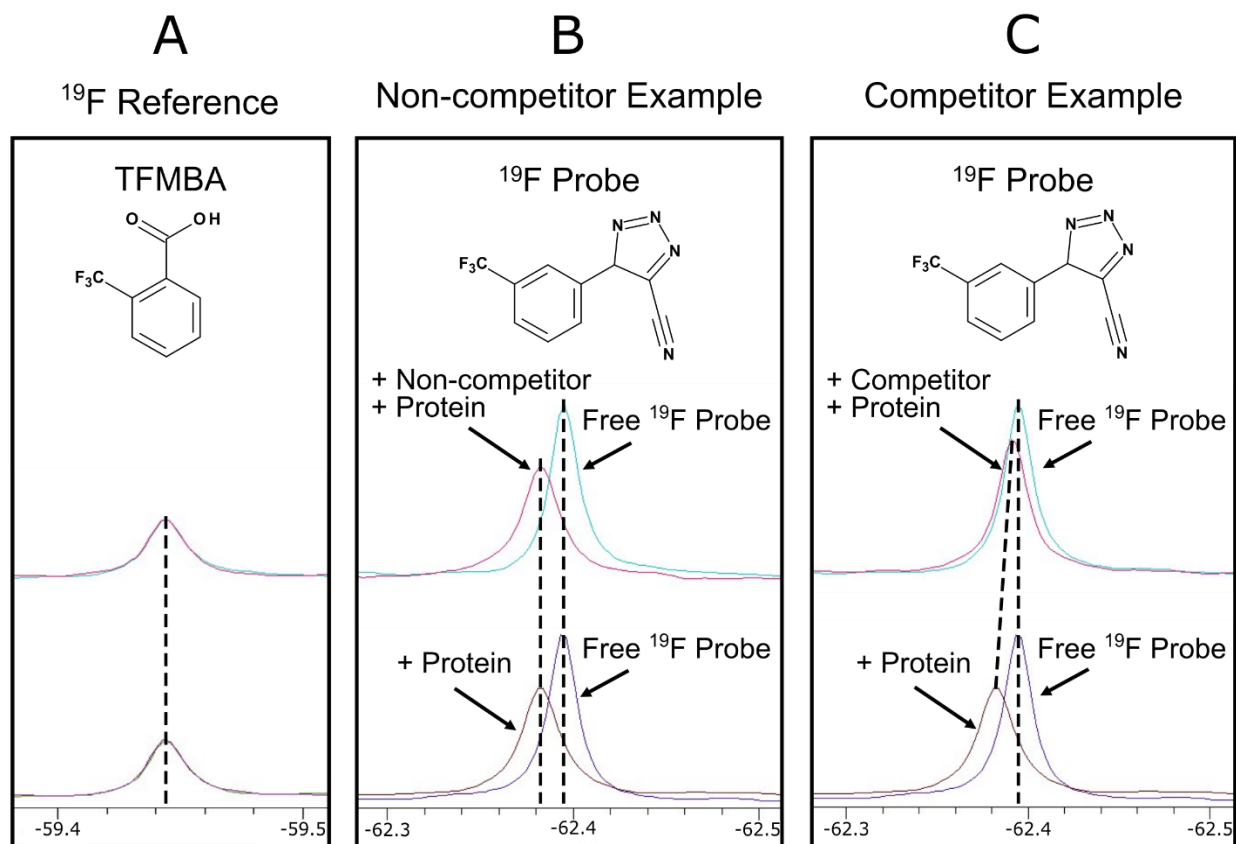 A
¹⁹F Reference
TFMBA
O
OH
F₃C
-59.4
-59.5
B
Non-competitor Example
¹⁹F Probe
N
N
N
F₃C
N
+ Non-competitor
+ Protein
Free ¹⁹F Probe
+ Protein
Free ¹⁹F Probe
-62.3
-62.4
-62.5
C
Competitor Example
¹⁹F Probe
N
N
N
F₃C
N
+ Competitor
+ Protein
Free ¹⁹F Probe
+ Protein
Free ¹⁹F Probe
-62.3
-62.4
-62.5